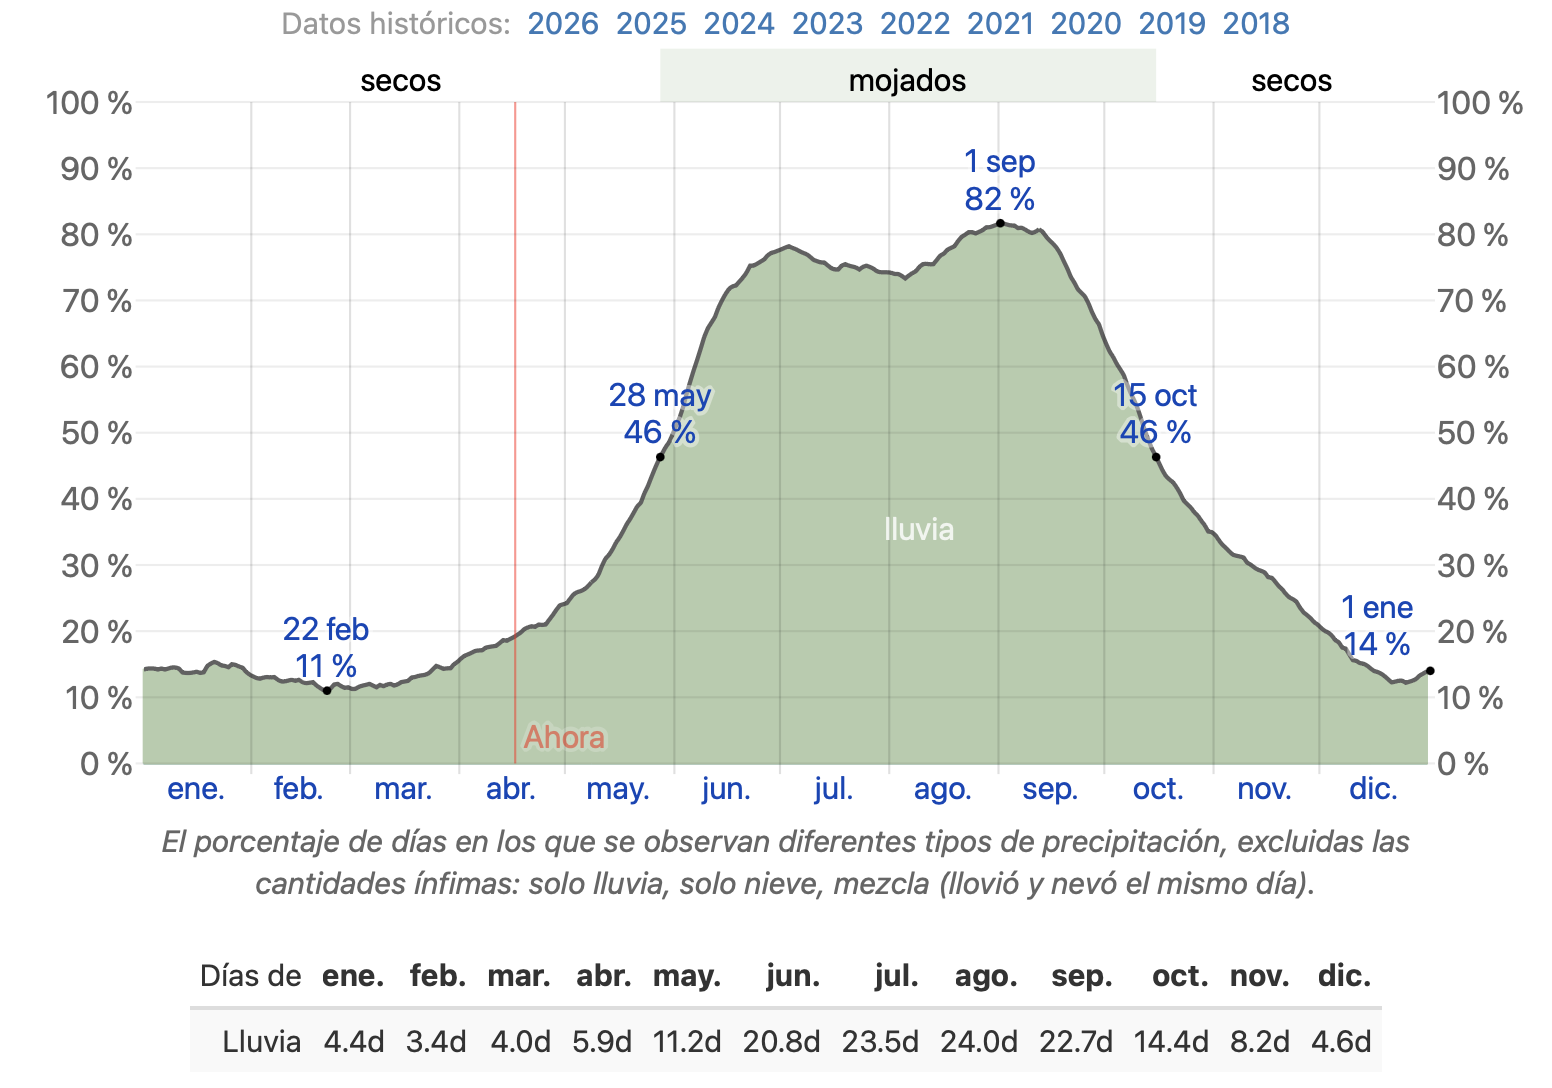 Datos históricos: 2026 2025 2024 2023 2022 2021 2020 2019 2018
secos mojados secos
100 % 100 %
90 % 90 %
1 sep
82 %
80 % 80 %
70 % 70 %
60 % 60 %
28 may 15 oct
46 % 46 %
50 % 50 %
40 % 40 %
lluvia
30 % 30 %
22 feb 1 ene
11 % 14 %
20 % 20 %
10 % 10 %
Ahora
0 % 0 %
ene. feb. mar. abr. may. jun. jul. ago. sep. oct. nov. dic.
El porcentaje de días en los que se observan diferentes tipos de precipitación, excluidas las
cantidades ínfimas: solo lluvia, solo nieve, mezcla (llovió y nevó el mismo día).
Días de ene. feb. mar. abr. may. jun. jul. ago. sep. oct. nov. dic.
Lluvia 4.4d 3.4d 4.0d 5.9d 11.2d 20.8d 23.5d 24.0d 22.7d 14.4d 8.2d 4.6d